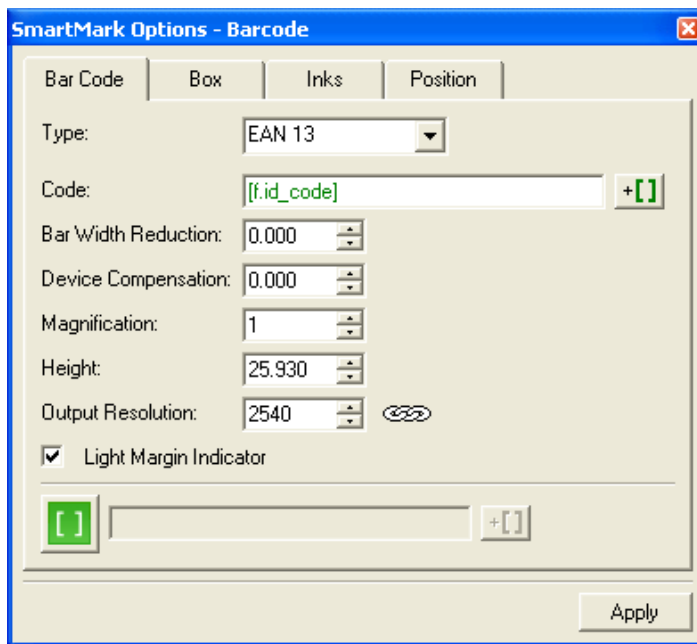 SmartMark Options - Barcode
Bar Code Box Inks Position
Type: EAN 13
Code: [f.id_code] +[]
Bar Width Reduction: 0.000
Device Compensation: 0.000
Magnification: 1
Height: 25.930
Output Resolution: 2540
Light Margin Indicator
[] +[]
Apply